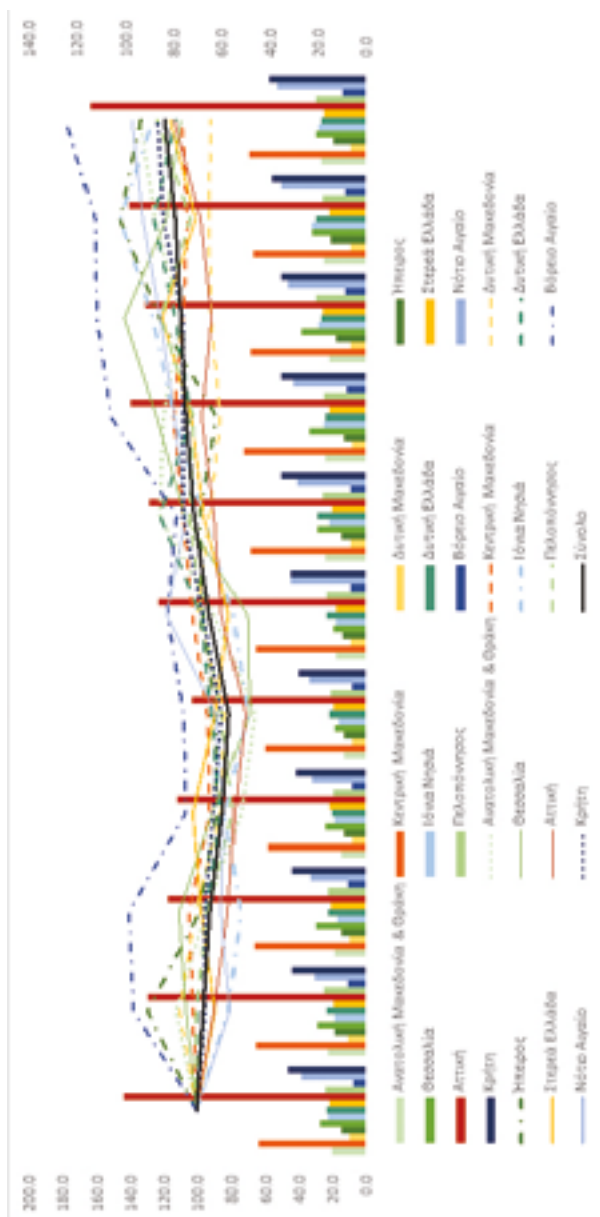 200.0
180.0
160.0
140.0
120.0
100.0
80.0
60.0
40.0
20.0
0.0
140.0
120.0
100.0
80.0
60.0
40.0
20.0
0.0
Ανατολική Μακεδονία & Θράκη Κεντρική Μακεδονία Δυτική Μακεδονία Ήπειρος
Θεσσαλία Ιόνια Νησιά Δυτική Ελλάδα Στερεά Ελλάδα
Αττική Πελοπόννησος Βόρειο Αιγαίο Νότιο Αιγαίο
Κρήτη Ανατολική Μακεδονία & Θράκη Κεντρική Μακεδονία Δυτική Μακεδονία
Ήπειρος Θεσσαλία Ιόνια Νησιά Δυτική Ελλάδα
Στερεά Ελλάδα Αττική Πελοπόννησος Βόρειο Αιγαίο
Νότιο Αιγαίο Κρήτη Σύνολο